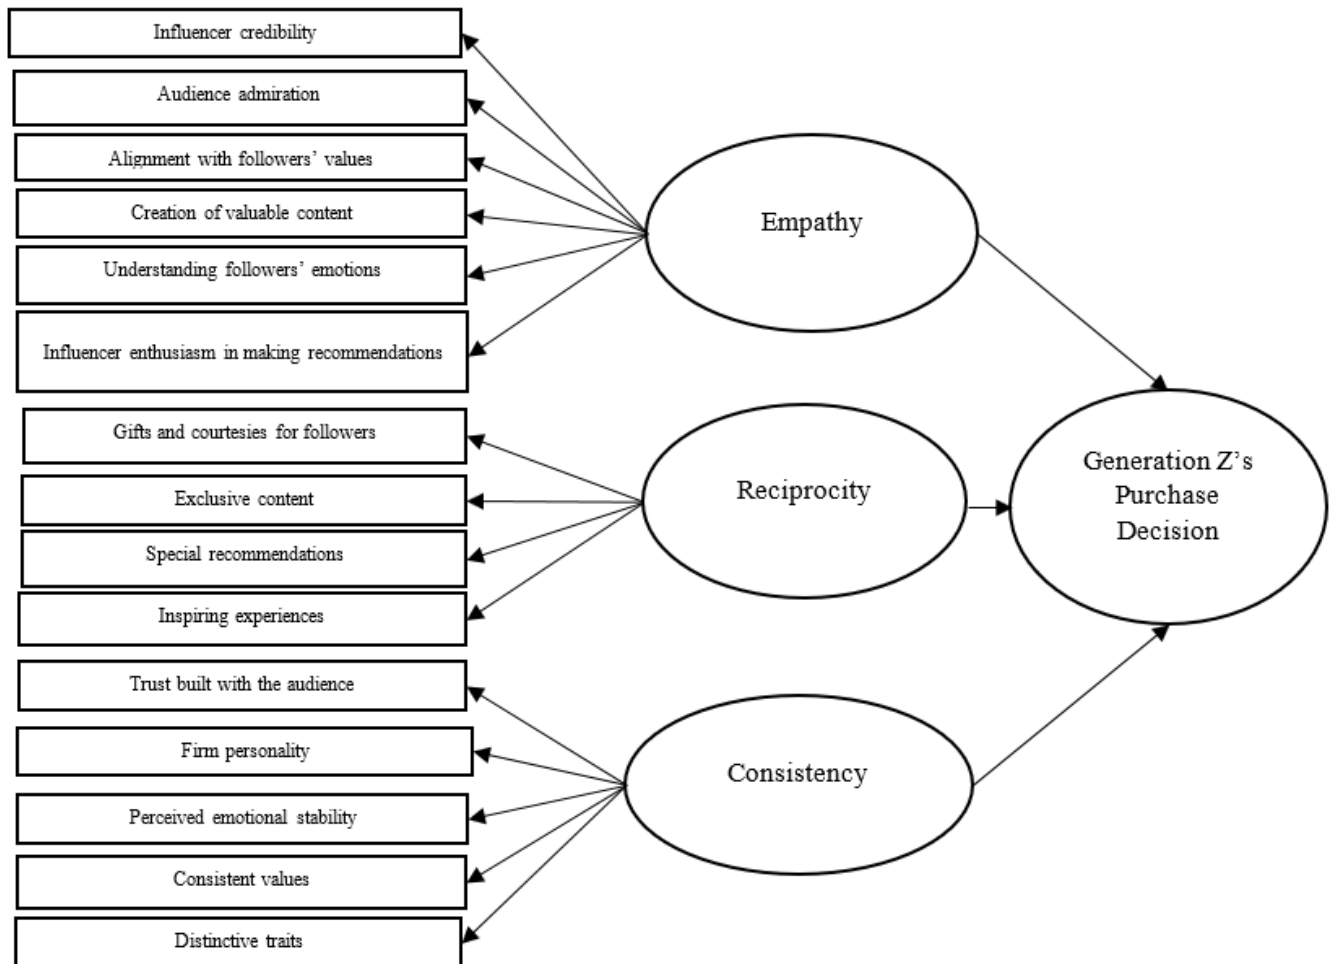 Influencer credibility
Audience admiration
Alignment with followers’ values
Creation of valuable content
Understanding followers’ emotions
Influencer enthusiasm in making recommendations
Gifts and courtesies for followers
Exclusive content
Special recommendations
Inspiring experiences
Trust built with the audience
Firm personality
Perceived emotional stability
Consistent values
Distinctive traits
Empathy
Reciprocity
Consistency
Generation Z’s
Purchase
Decision